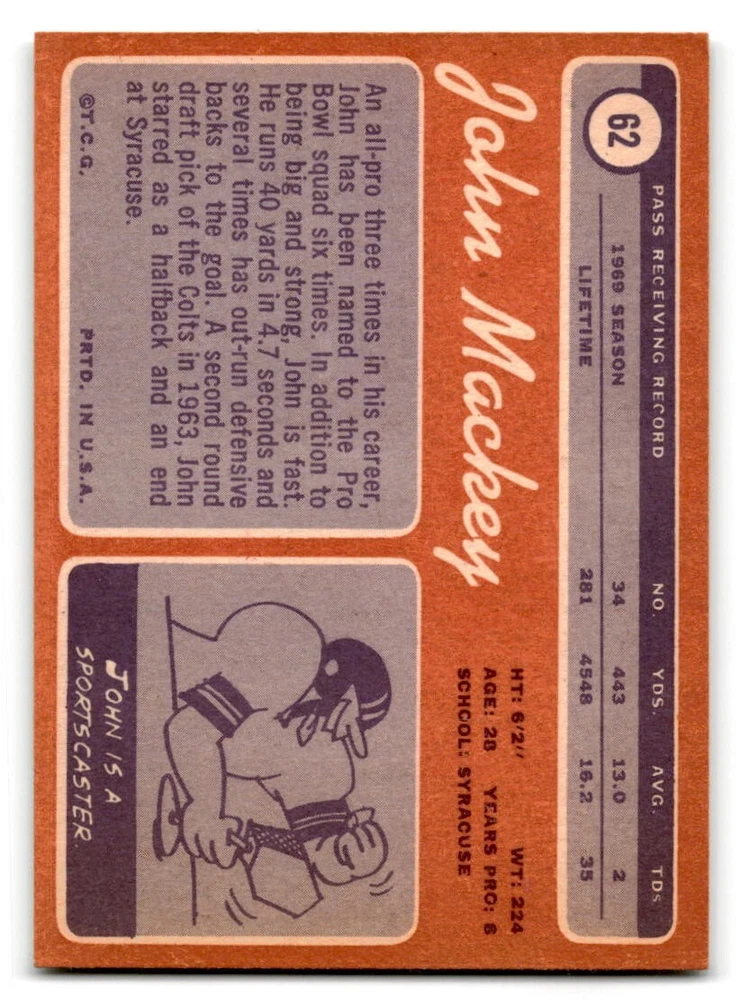 62
PASS RECEIVING RECORD NO. YDS. AVG. TDS.
1969 SEASON 34 443 13.0 2
LIFETIME 281 4548 16.2 35
John Mackey
HT: 6'2" WT: 224
AGE: 28 YEARS PRO: 8
SCHOOL: SYRACUSE
An all-pro three times in his career,
John has been named to the Pro
Bowl squad six times. In addition to
being big and strong, John is fast.
He runs 40 yards in 4.7 seconds and
several times has out-run defensive
backs to the goal. A second round
draft pick of the Colts in 1963, John
starred as a halfback and an end
at Syracuse.
©T.C.G. PRTD. IN U.S.A.
JOHN IS A
SPORTSCASTER.